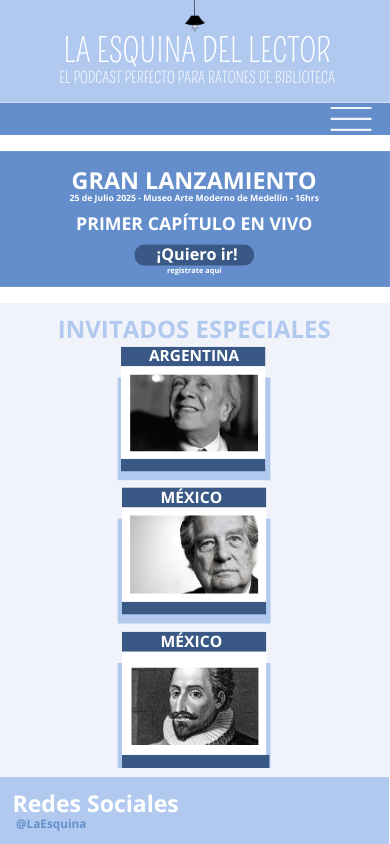 LA ESQUINA DEL LECTOR
EL PODCAST PERFECTO PARA RATONES DE BIBLIOTECA
GRAN LANZAMIENTO
25 de Julio 2025 - Museo Arte Moderno de Medellín - 16hrs
PRIMER CAPÍTULO EN VIVO
¡Quiero ir!
regístrate aquí
INVITADOS ESPECIALES
ARGENTINA
MÉXICO
MÉXICO
Redes Sociales
@LaEsquina